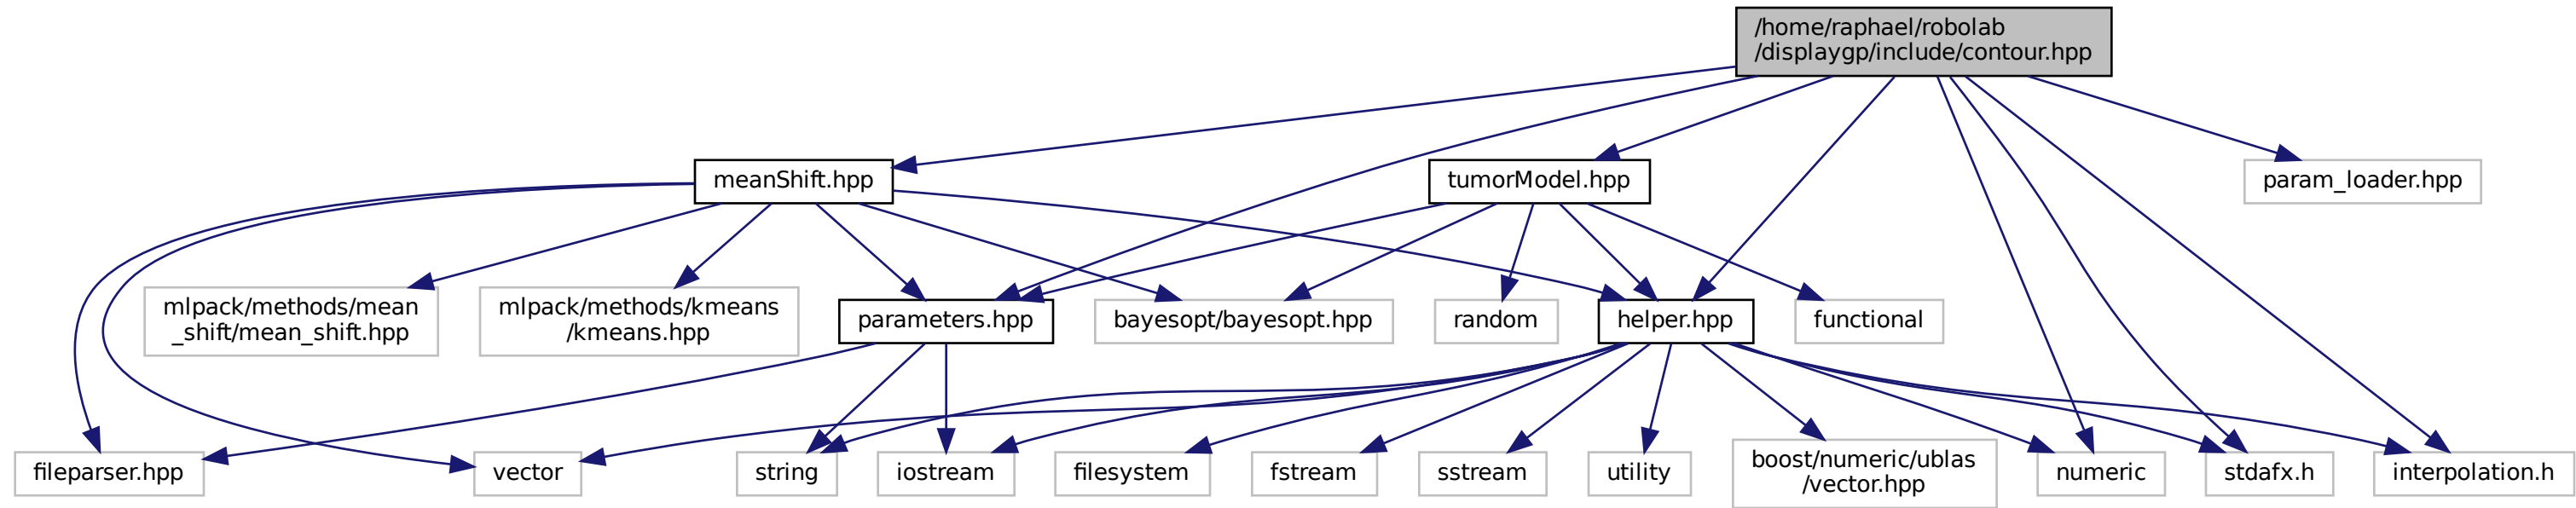 /home/raphael/robolab
/displaygp/include/contour.hpp
meanShift.hpp
tumorModel.hpp
param_loader.hpp
mlpack/methods/mean
_shift/mean_shift.hpp
mlpack/methods/kmeans
/kmeans.hpp
parameters.hpp
bayesopt/bayesopt.hpp
random
helper.hpp
functional
fileparser.hpp
vector
string
iostream
filesystem
fstream
sstream
utility
boost/numeric/ublas
/vector.hpp
numeric
stdafx.h
interpolation.h